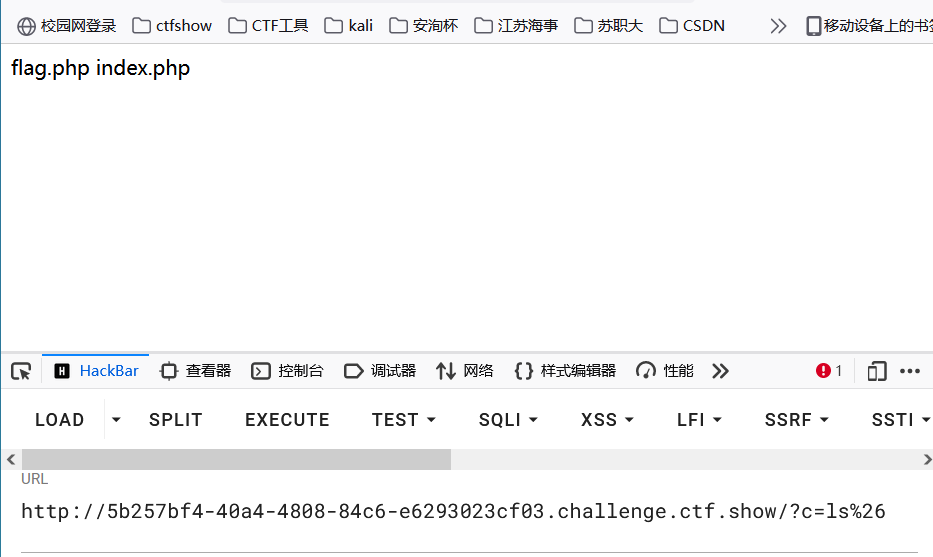 校园网登录 ctfshow CTF工具 kali 安洵杯 江苏海事 苏职大 CSDN 移动设备上的书签
flag.php index.php
HackBar 查看器 控制台 调试器 网络 样式编辑器 性能 1
LOAD SPLIT EXECUTE TEST SQLI XSS LFI SSRF SSTI
URL
http://5b257bf4-40a4-4808-84c6-e6293023cf03.challenge.ctf.show/?c=ls%26